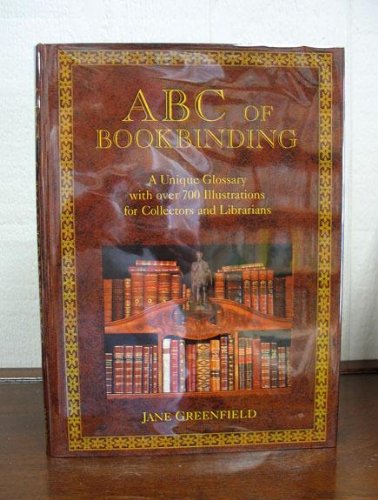 ABC OF
BOOKBINDING
A Unique Glossary
with over 700 Illustrations
for Collectors and Librarians
JANE GREENFIELD